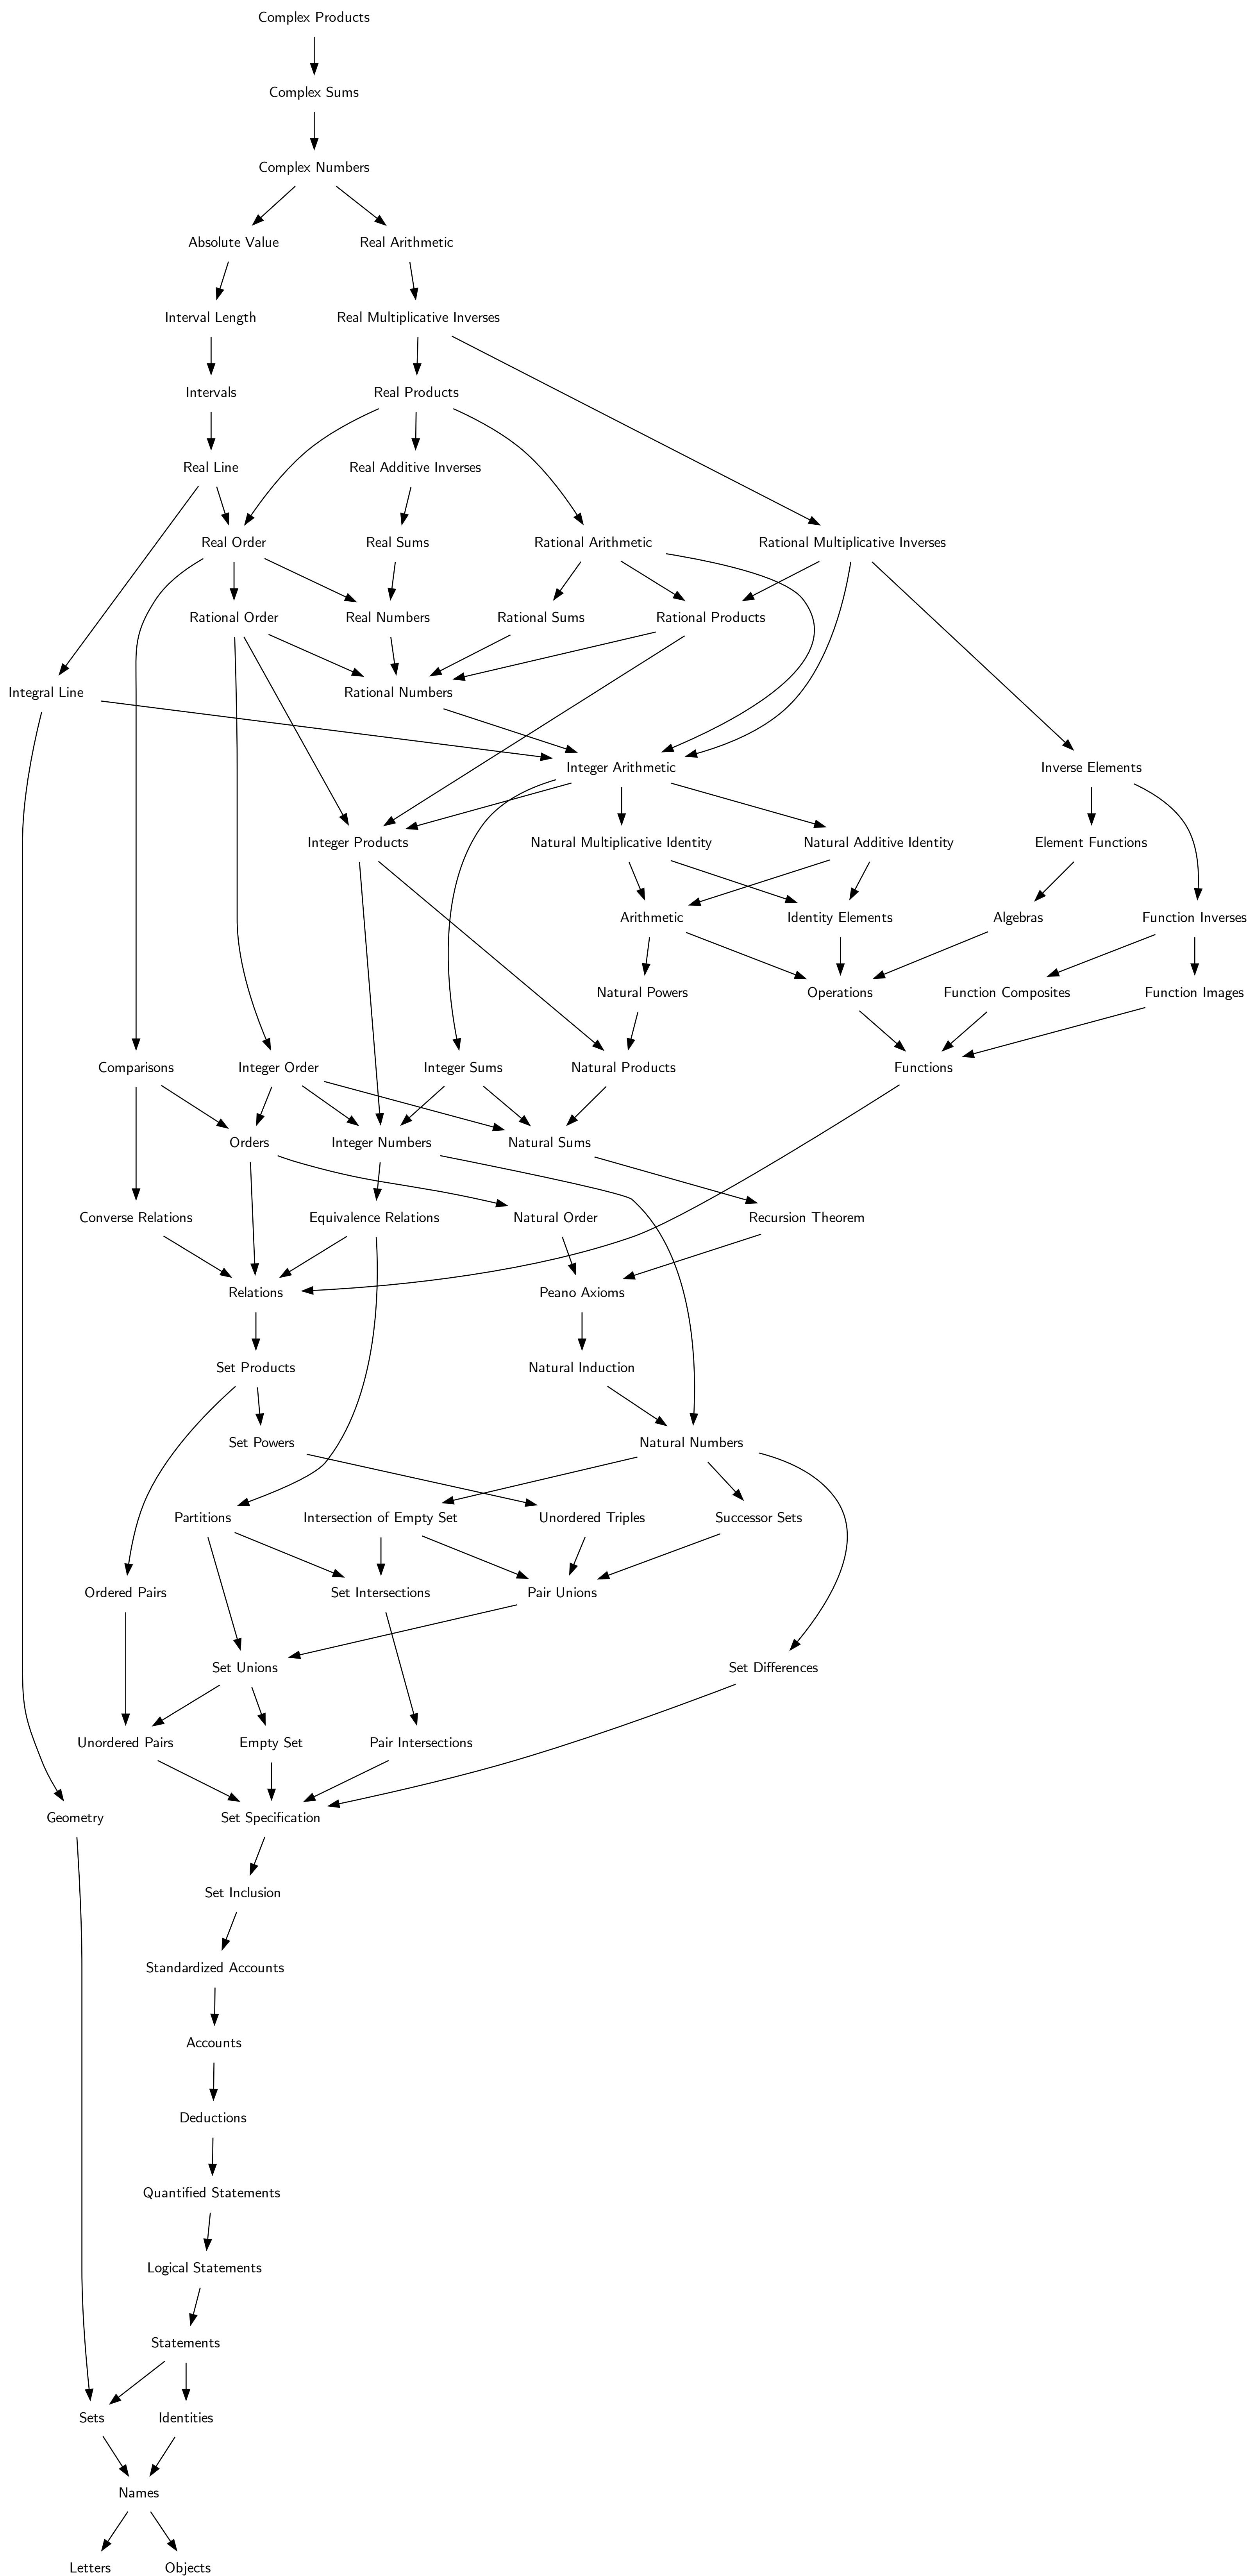 Complex Products
Complex Sums
Complex Numbers
Absolute Value
Real Arithmetic
Interval Length
Real Multiplicative Inverses
Intervals
Real Products
Real Line
Real Additive Inverses
Real Order
Real Sums
Rational Arithmetic
Rational Multiplicative Inverses
Rational Order
Real Numbers
Rational Sums
Rational Products
Integral Line
Rational Numbers
Integer Arithmetic
Inverse Elements
Integer Products
Natural Multiplicative Identity
Natural Additive Identity
Element Functions
Arithmetic
Identity Elements
Algebras
Function Inverses
Natural Powers
Operations
Function Composites
Function Images
Comparisons
Integer Order
Integer Sums
Natural Products
Functions
Orders
Integer Numbers
Natural Sums
Converse Relations
Equivalence Relations
Natural Order
Recursion Theorem
Relations
Peano Axioms
Set Products
Natural Induction
Set Powers
Natural Numbers
Partitions
Intersection of Empty Set
Unordered Triples
Successor Sets
Ordered Pairs
Set Intersections
Pair Unions
Set Unions
Set Differences
Unordered Pairs
Empty Set
Pair Intersections
Geometry
Set Specification
Set Inclusion
Standardized Accounts
Accounts
Deductions
Quantified Statements
Logical Statements
Statements
Sets
Identities
Names
Letters
Objects